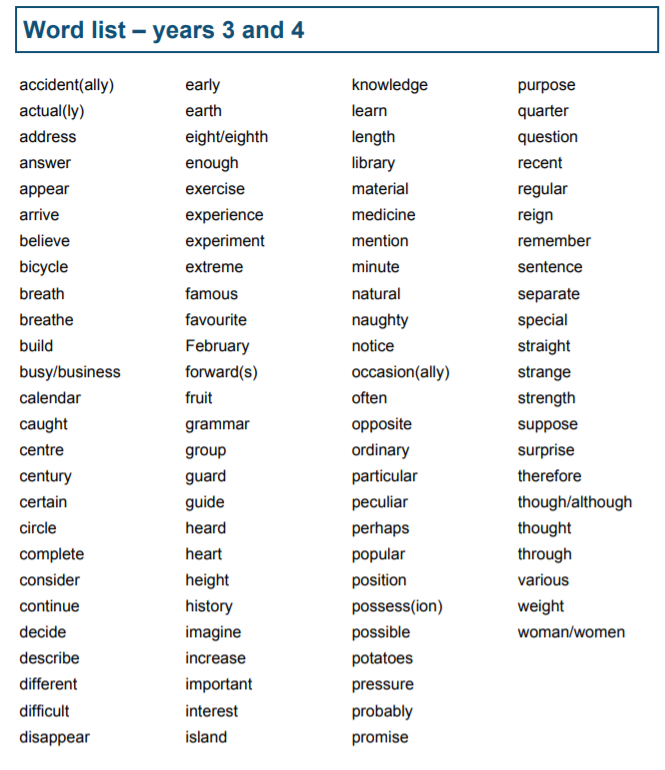 Word list – years 3 and 4
accident(ally)
actual(ly)
address
answer
appear
arrive
believe
bicycle
breath
breathe
build
busy/business
calendar
caught
centre
century
certain
circle
complete
consider
continue
decide
describe
different
difficult
disappear
early
earth
eight/eighth
enough
exercise
experience
experiment
extreme
famous
favourite
February
forward(s)
fruit
grammar
group
guard
guide
heard
heart
height
history
imagine
increase
important
interest
island
knowledge
learn
length
library
material
medicine
mention
minute
natural
naughty
notice
occasion(ally)
often
opposite
ordinary
particular
peculiar
perhaps
popular
position
possess(ion)
possible
potatoes
pressure
probably
promise
purpose
quarter
question
recent
regular
reign
remember
sentence
separate
special
straight
strange
strength
suppose
surprise
therefore
though/although
thought
through
various
weight
woman/women